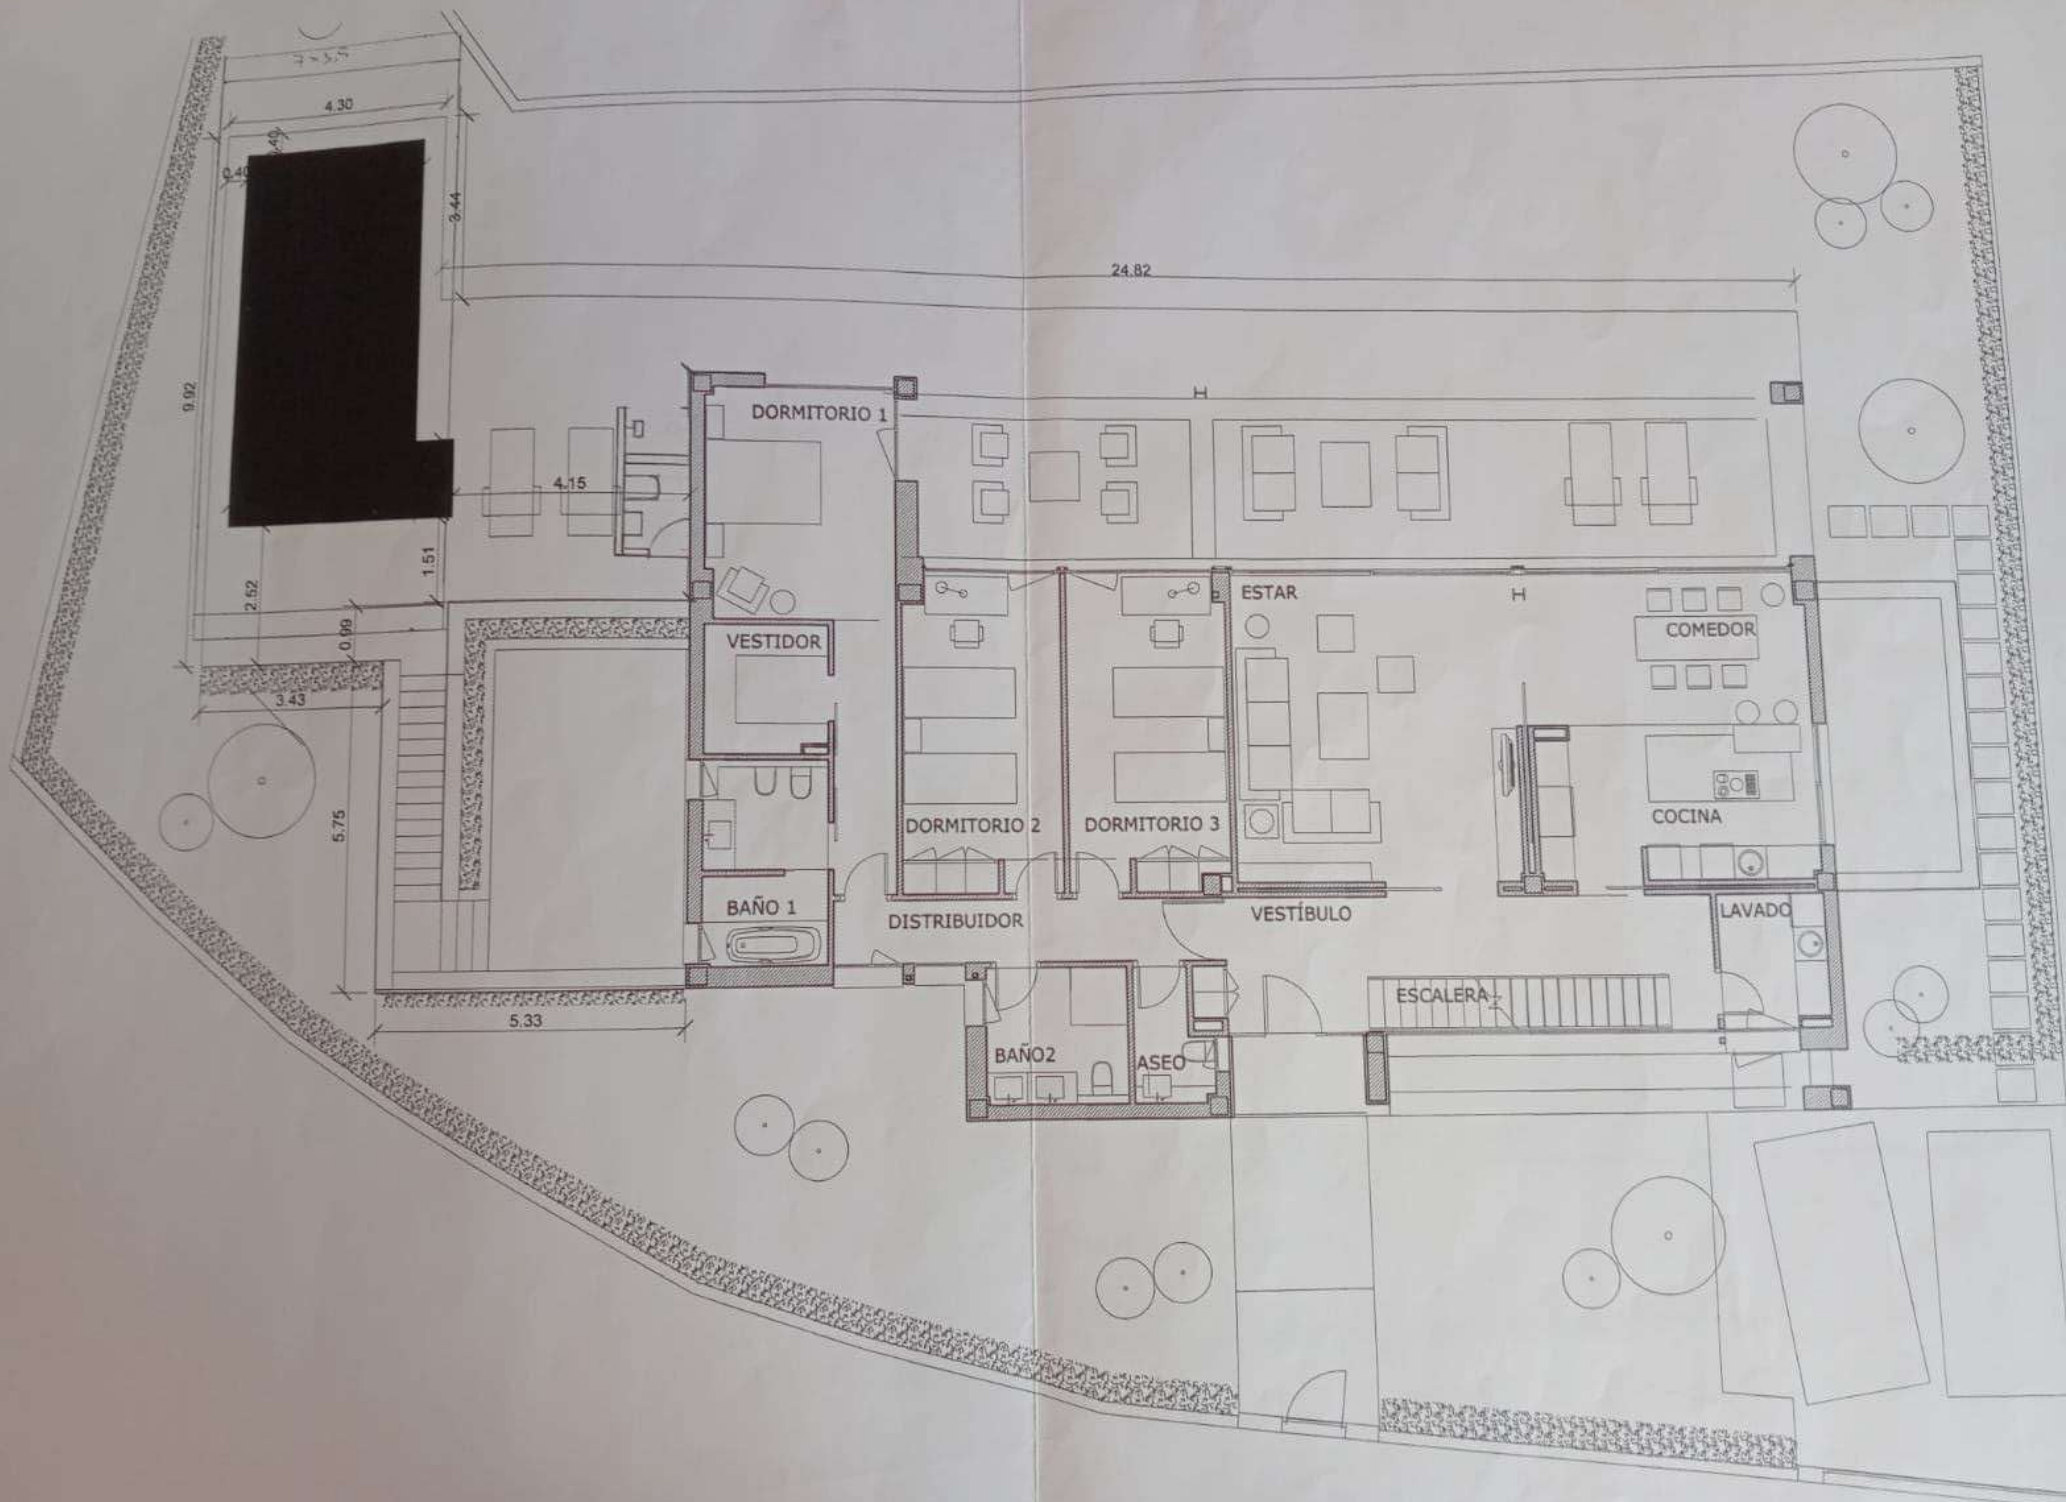 4.30
0.40
0.40
3.44
24.82
9.92
DORMITORIO 1
4.15
1.51
2.52
0.99
ESTAR
COMEDOR
VESTIDOR
3.43
5.75
DORMITORIO 2
DORMITORIO 3
COCINA
BAÑO 1
DISTRIBUIDOR
VESTÍBULO
LAVADO
ESCALERA
5.33
BAÑO2
ASEO